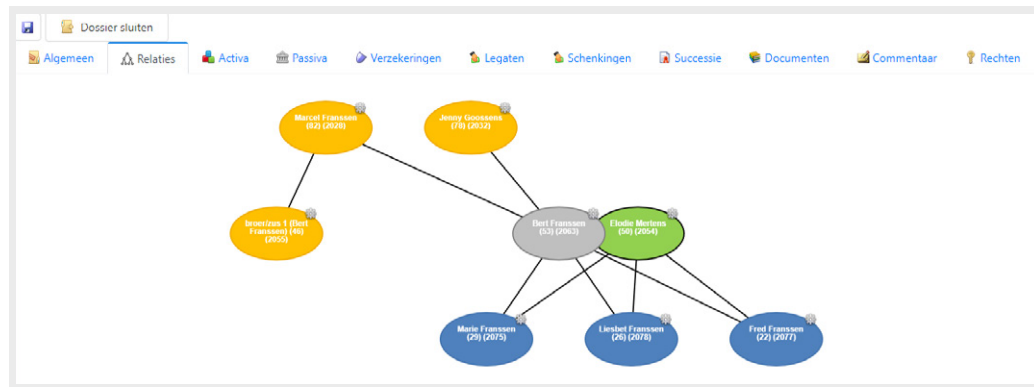 Dossier sluiten
Algemeen Relaties Activa Passiva Verzekeringen Legaten Schenkingen Successie Documenten Commentaar Rechten
Marcel Franssen
(82) (2028)
Jenny Goossens
(78) (2032)
broer/zus 1 (Bert
Franssen) (46)
(2055)
Bert Franssen
(53) (2063)
Elodie Mertens
(50) (2054)
Marie Franssen
(29) (2075)
Liesbet Franssen
(26) (2078)
Fred Franssen
(22) (2077)